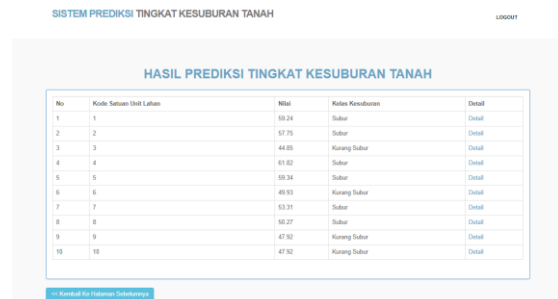 SISTEM PREDIKSI TINGKAT KESUBURAN TANAH
LOGOUT
HASIL PREDIKSI TINGKAT KESUBURAN TANAH
No Kode Satuan Unit Lahan Nilai Kelas Kesuburan Detail
1 1 59.24 Subur Detail
2 2 57.75 Subur Detail
3 3 44.85 Kurang Subur Detail
4 4 61.82 Subur Detail
5 5 59.34 Subur Detail
6 6 49.93 Kurang Subur Detail
7 7 53.31 Subur Detail
8 8 50.27 Subur Detail
9 9 47.92 Kurang Subur Detail
10 10 47.92 Kurang Subur Detail
<< Kembali Ke Halaman Sebelumnya